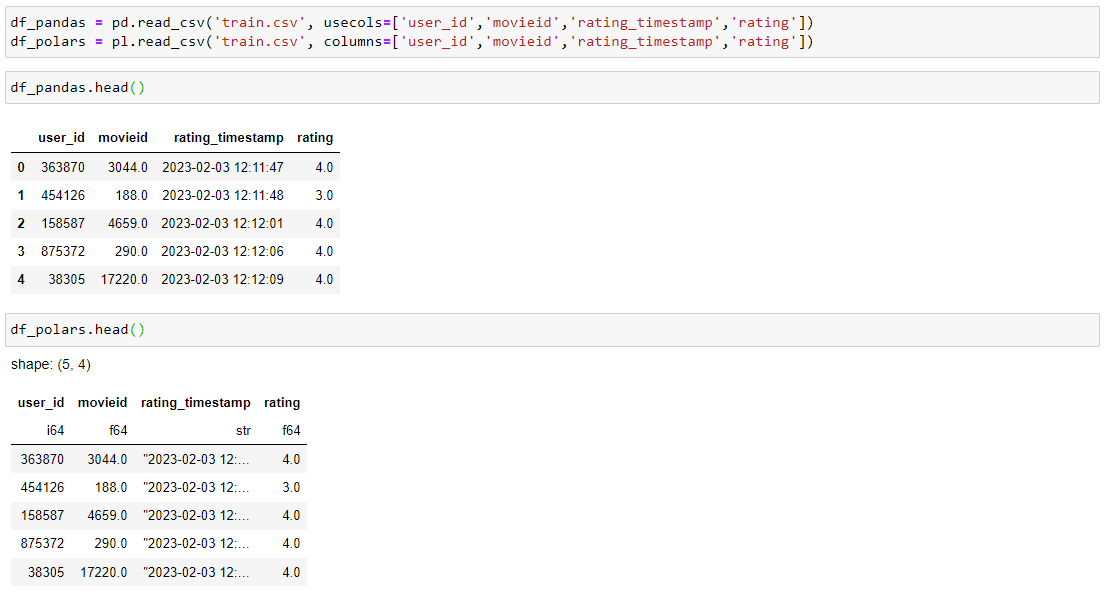 df_pandas = pd.read_csv('train.csv', usecols=['user_id','movieid','rating_timestamp','rating'])
df_polars = pl.read_csv('train.csv', columns=['user_id','movieid','rating_timestamp','rating'])
df_pandas.head()
user_id movieid rating_timestamp rating
0 363870 3044.0 2023-02-03 12:11:47 4.0
1 454126 188.0 2023-02-03 12:11:48 3.0
2 158587 4659.0 2023-02-03 12:12:01 4.0
3 875372 290.0 2023-02-03 12:12:06 4.0
4 38305 17220.0 2023-02-03 12:12:09 4.0
df_polars.head()
shape: (5, 4)
user_id movieid rating_timestamp rating
i64 f64 str f64
363870 3044.0 "2023-02-03 12:… 4.0
454126 188.0 "2023-02-03 12:… 3.0
158587 4659.0 "2023-02-03 12:… 4.0
875372 290.0 "2023-02-03 12:… 4.0
38305 17220.0 "2023-02-03 12:… 4.0